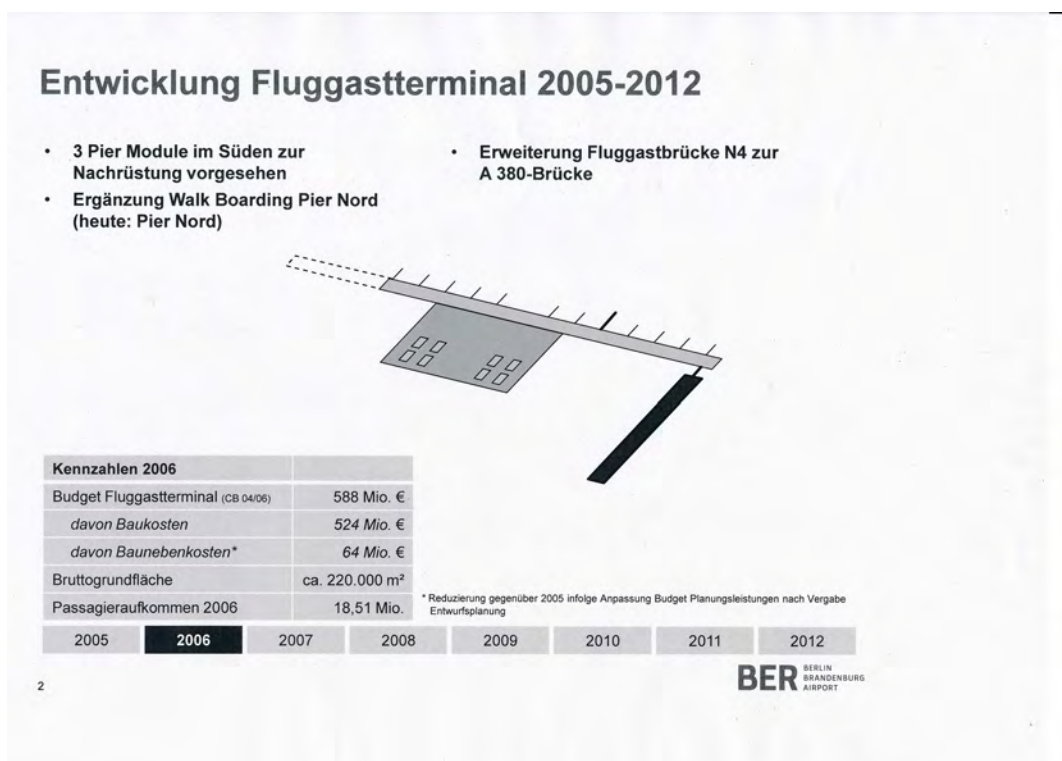 Entwicklung Fluggastterminal 2005-2012
• 3 Pier Module im Süden zur
Nachrüstung vorgesehen
• Ergänzung Walk Boarding Pier Nord
(heute: Pier Nord)
• Erweiterung Fluggastbrücke N4 zur
A 380-Brücke
Kennzahlen 2006
Budget Fluggastterminal (CB 04/06) 588 Mio. €
davon Baukosten 524 Mio. €
davon Baunebenkosten* 64 Mio. €
Bruttogrundfläche ca. 220.000 m²
Passagieraufkommen 2006 18,51 Mio.
* Reduzierung gegenüber 2005 infolge Anpassung Budget Planungsleistungen nach Vergabe
Entwurfsplanung
2005 2006 2007 2008 2009 2010 2011 2012
2
BER BERLIN
BRANDENBURG
AIRPORT